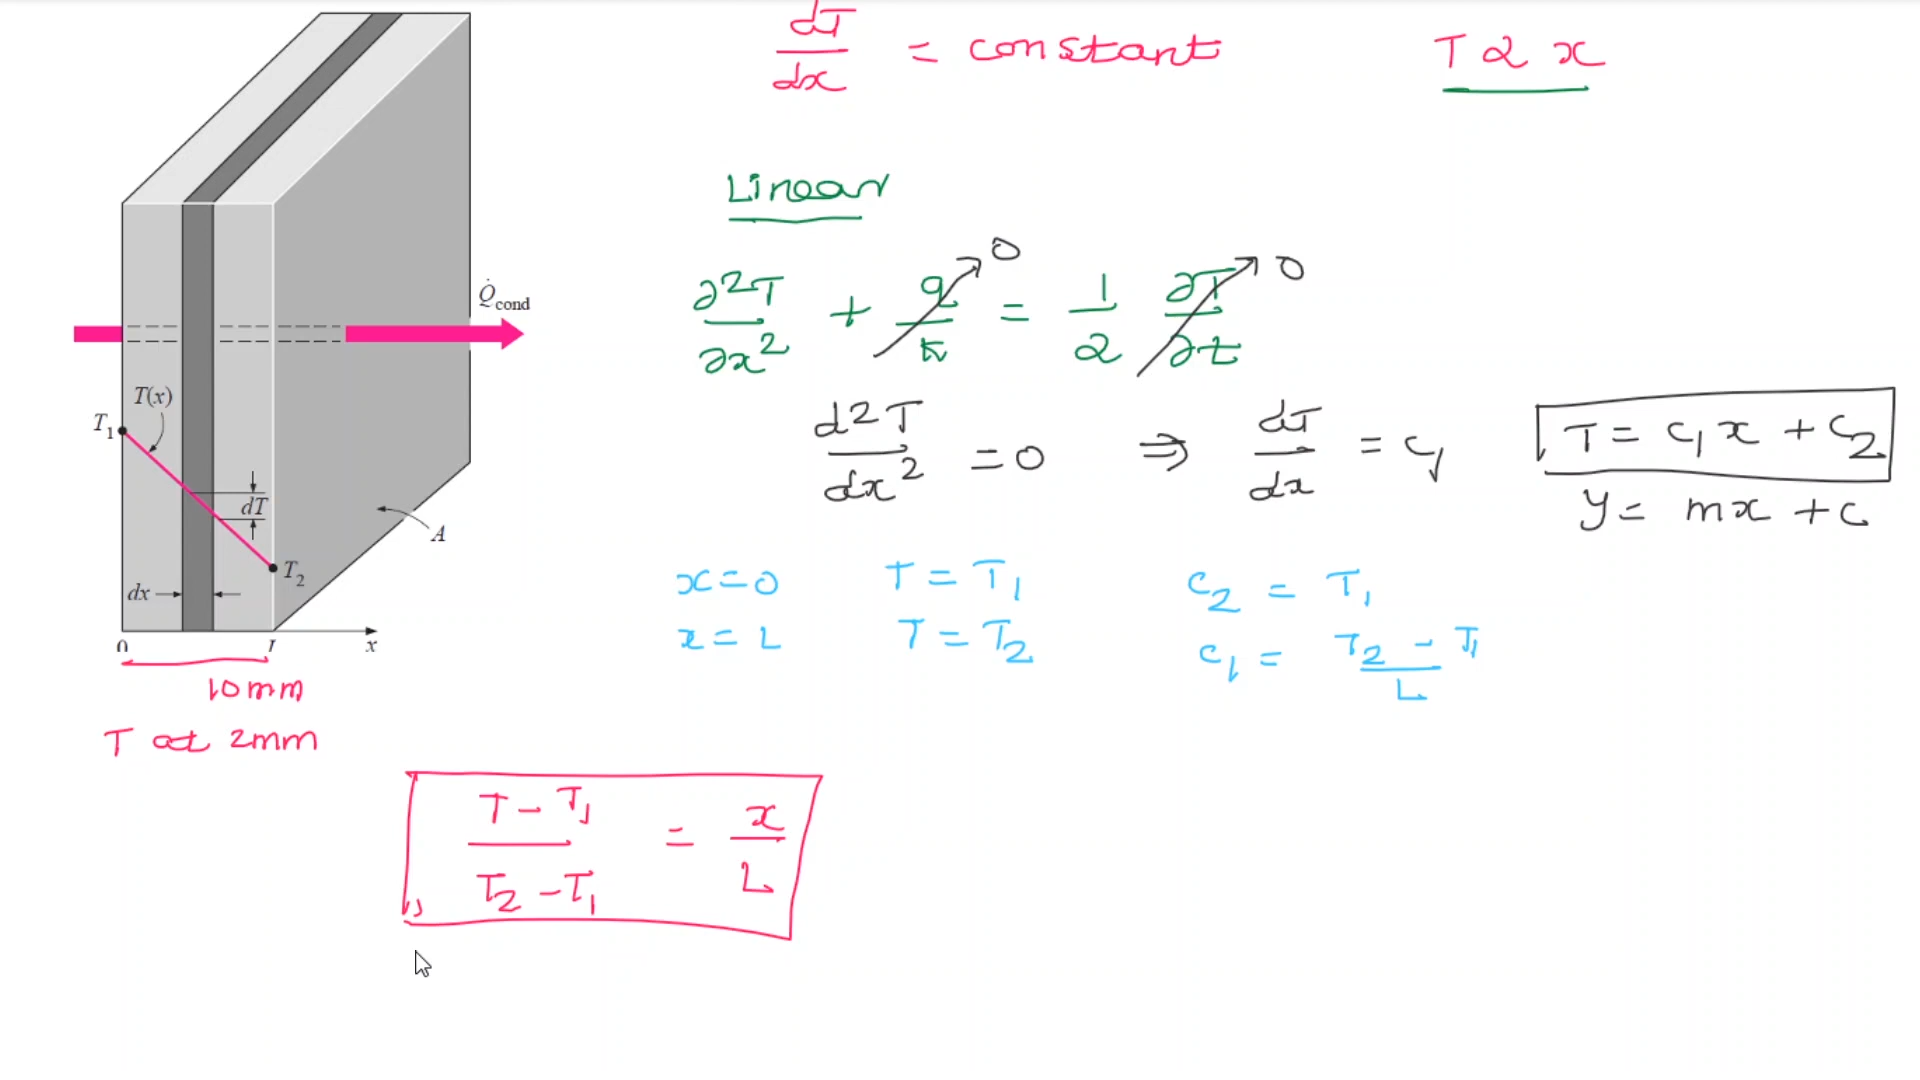 dT/dx = constant
T α x
Linear
∂²T/∂x² + q/k → 0 = 1/α ∂T/∂t → 0
d²T/dx² = 0 ⇒ dT/dx = c₁
T = c₁x + c₂
y = mx + c
x = 0 T = T₁ c₂ = T₁
x = L T = T₂ c₁ = (T₂ - T₁)/L
Q̇cond
T(x)
T₁
dT
A
T₂
dx
0 L x
10mm
T at 2mm
(T - T₁)/(T₂ - T₁) = x/L